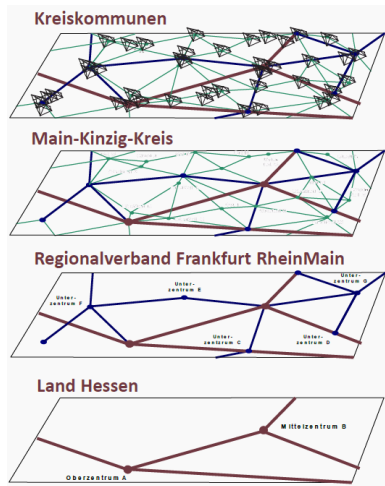 Kreiskommunen
Main-Kinzig-Kreis
Regionalverband Frankfurt RheinMain
Unter-
zentrum G
Unter-
zentrum E
Unter-
zentrum F
Unter-
zentrum C
Unter-
zentrum D
Land Hessen
Mittelzentrum B
Oberzentrum A